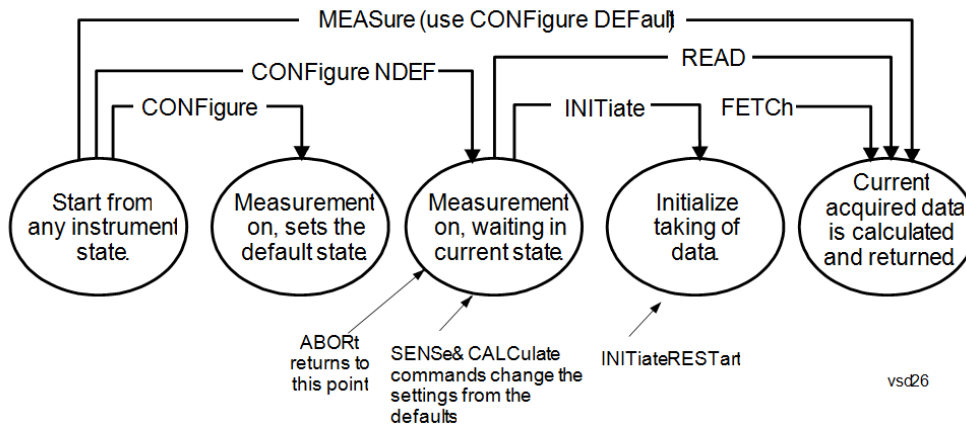 MEASure (use CONFigure DEFault)
READ
CONFigure NDEF
CONFigure
INITiate
FETCh
Start from
any instrument
state.
Measurement
on, sets the
default state.
Measurement
on, waiting in
current state.
Initialize
taking of
data.
Current
acquired data
is calculated
and returned.
ABORt
returns to
this point
SENSe& CALCulate
commands change the
settings from the
defaults
INITiateRESTart
vsd26